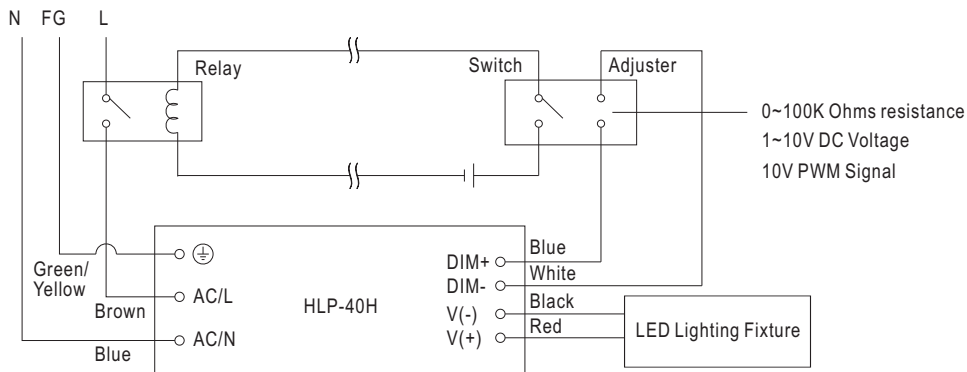 N FG L
Relay
Switch
Adjuster
0~100K Ohms resistance
1~10V DC Voltage
10V PWM Signal
Green/
Yellow
Brown
Blue
AC/L
AC/N
HLP-40H
DIM+
DIM-
V(-)
V(+)
Blue
White
Black
Red
LED Lighting Fixture